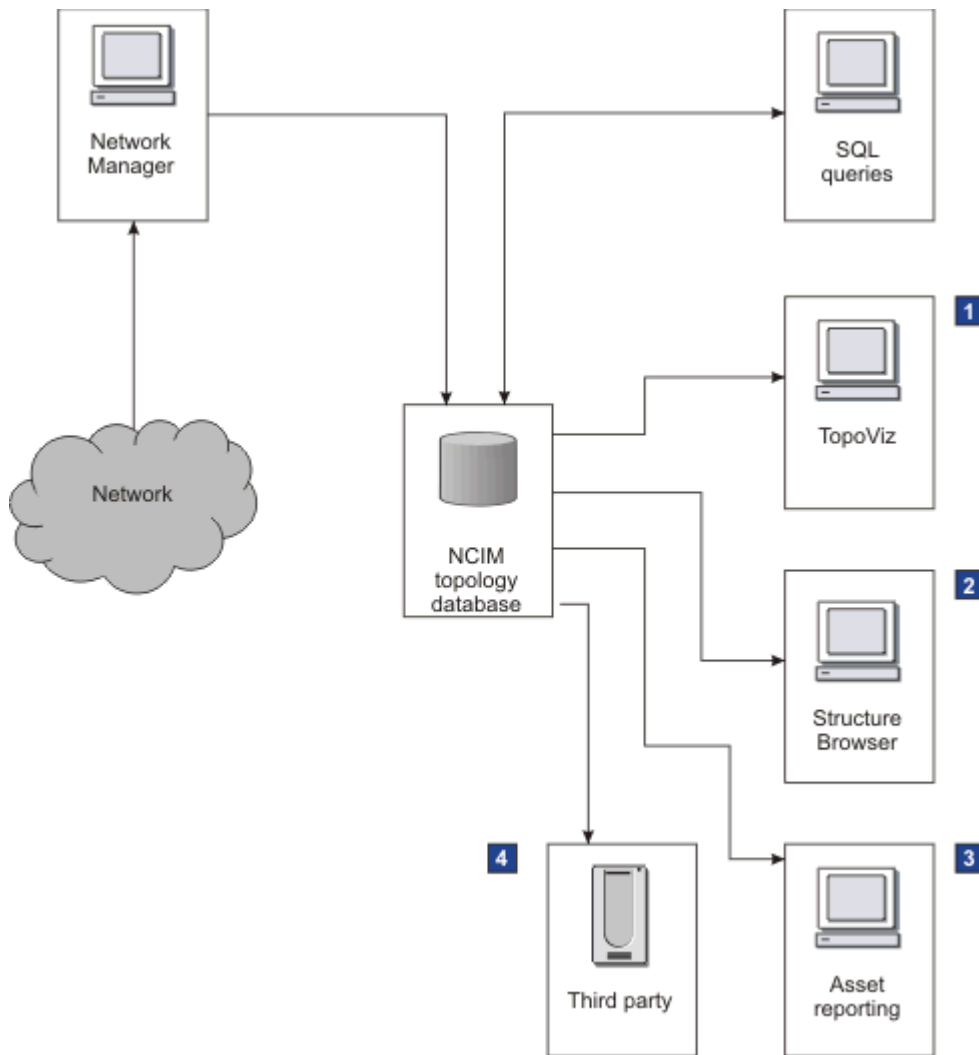 Network
Manager
SQL
queries
1
TopoViz
Network
NCIM
topology
database
2
Structure
Browser
4
Third party
3
Asset
reporting